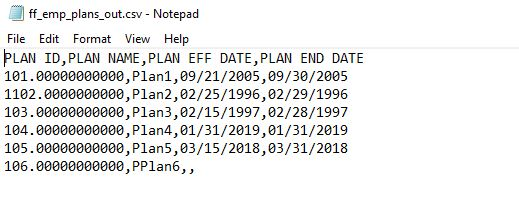 ff_emp_plans_out.csv - Notepad
File Edit Format View Help
PLAN ID,PLAN NAME,PLAN EFF DATE,PLAN END DATE
101.00000000000,Plan1,09/21/2005,09/30/2005
1102.00000000000,Plan2,02/25/1996,02/29/1996
103.00000000000,Plan3,02/15/1997,02/28/1997
104.00000000000,Plan4,01/31/2019,01/31/2019
105.00000000000,Plan5,03/15/2018,03/31/2018
106.00000000000,PPlan6,,